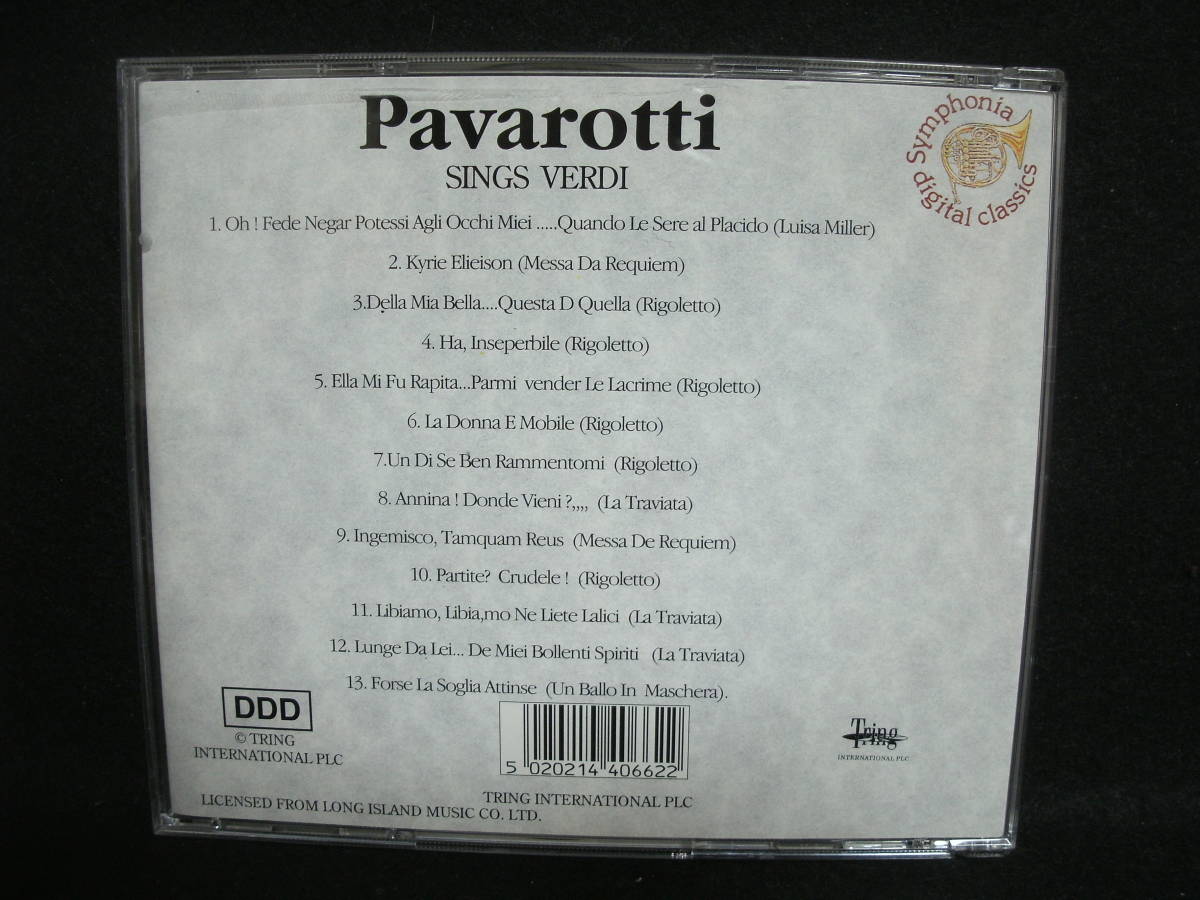 Pavarotti
SINGS VERDI
Symphonia
digital classics
1. Oh ! Fede Negar Potessi Agli Occhi Miei .....Quando Le Sere al Placido (Luisa Miller)
2. Kyrie Elieison (Messa Da Requiem)
3.Della Mia Bella....Questa D Quella (Rigoletto)
4. Ha, Inseperbile (Rigoletto)
5. Ella Mi Fu Rapita...Parmi vender Le Lacrime (Rigoletto)
6. La Donna E Mobile (Rigoletto)
7.Un Di Se Ben Rammentomi (Rigoletto)
8. Annina ! Donde Vieni ?,,,, (La Traviata)
9. Ingemisco, Tamquam Reus (Messa De Requiem)
10. Partite? Crudele ! (Rigoletto)
11. Libiamo, Libia,mo Ne Liete Lalici (La Traviata)
12. Lunge Da Lei... De Miei Bollenti Spiriti (La Traviata)
13. Forse La Soglia Attinse (Un Ballo In Maschera).
DDD
© TRING
INTERNATIONAL PLC
5 020214 406622
Tring
INTERNATIONAL PLC
TRING INTERNATIONAL PLC
LICENSED FROM LONG ISLAND MUSIC CO. LTD.